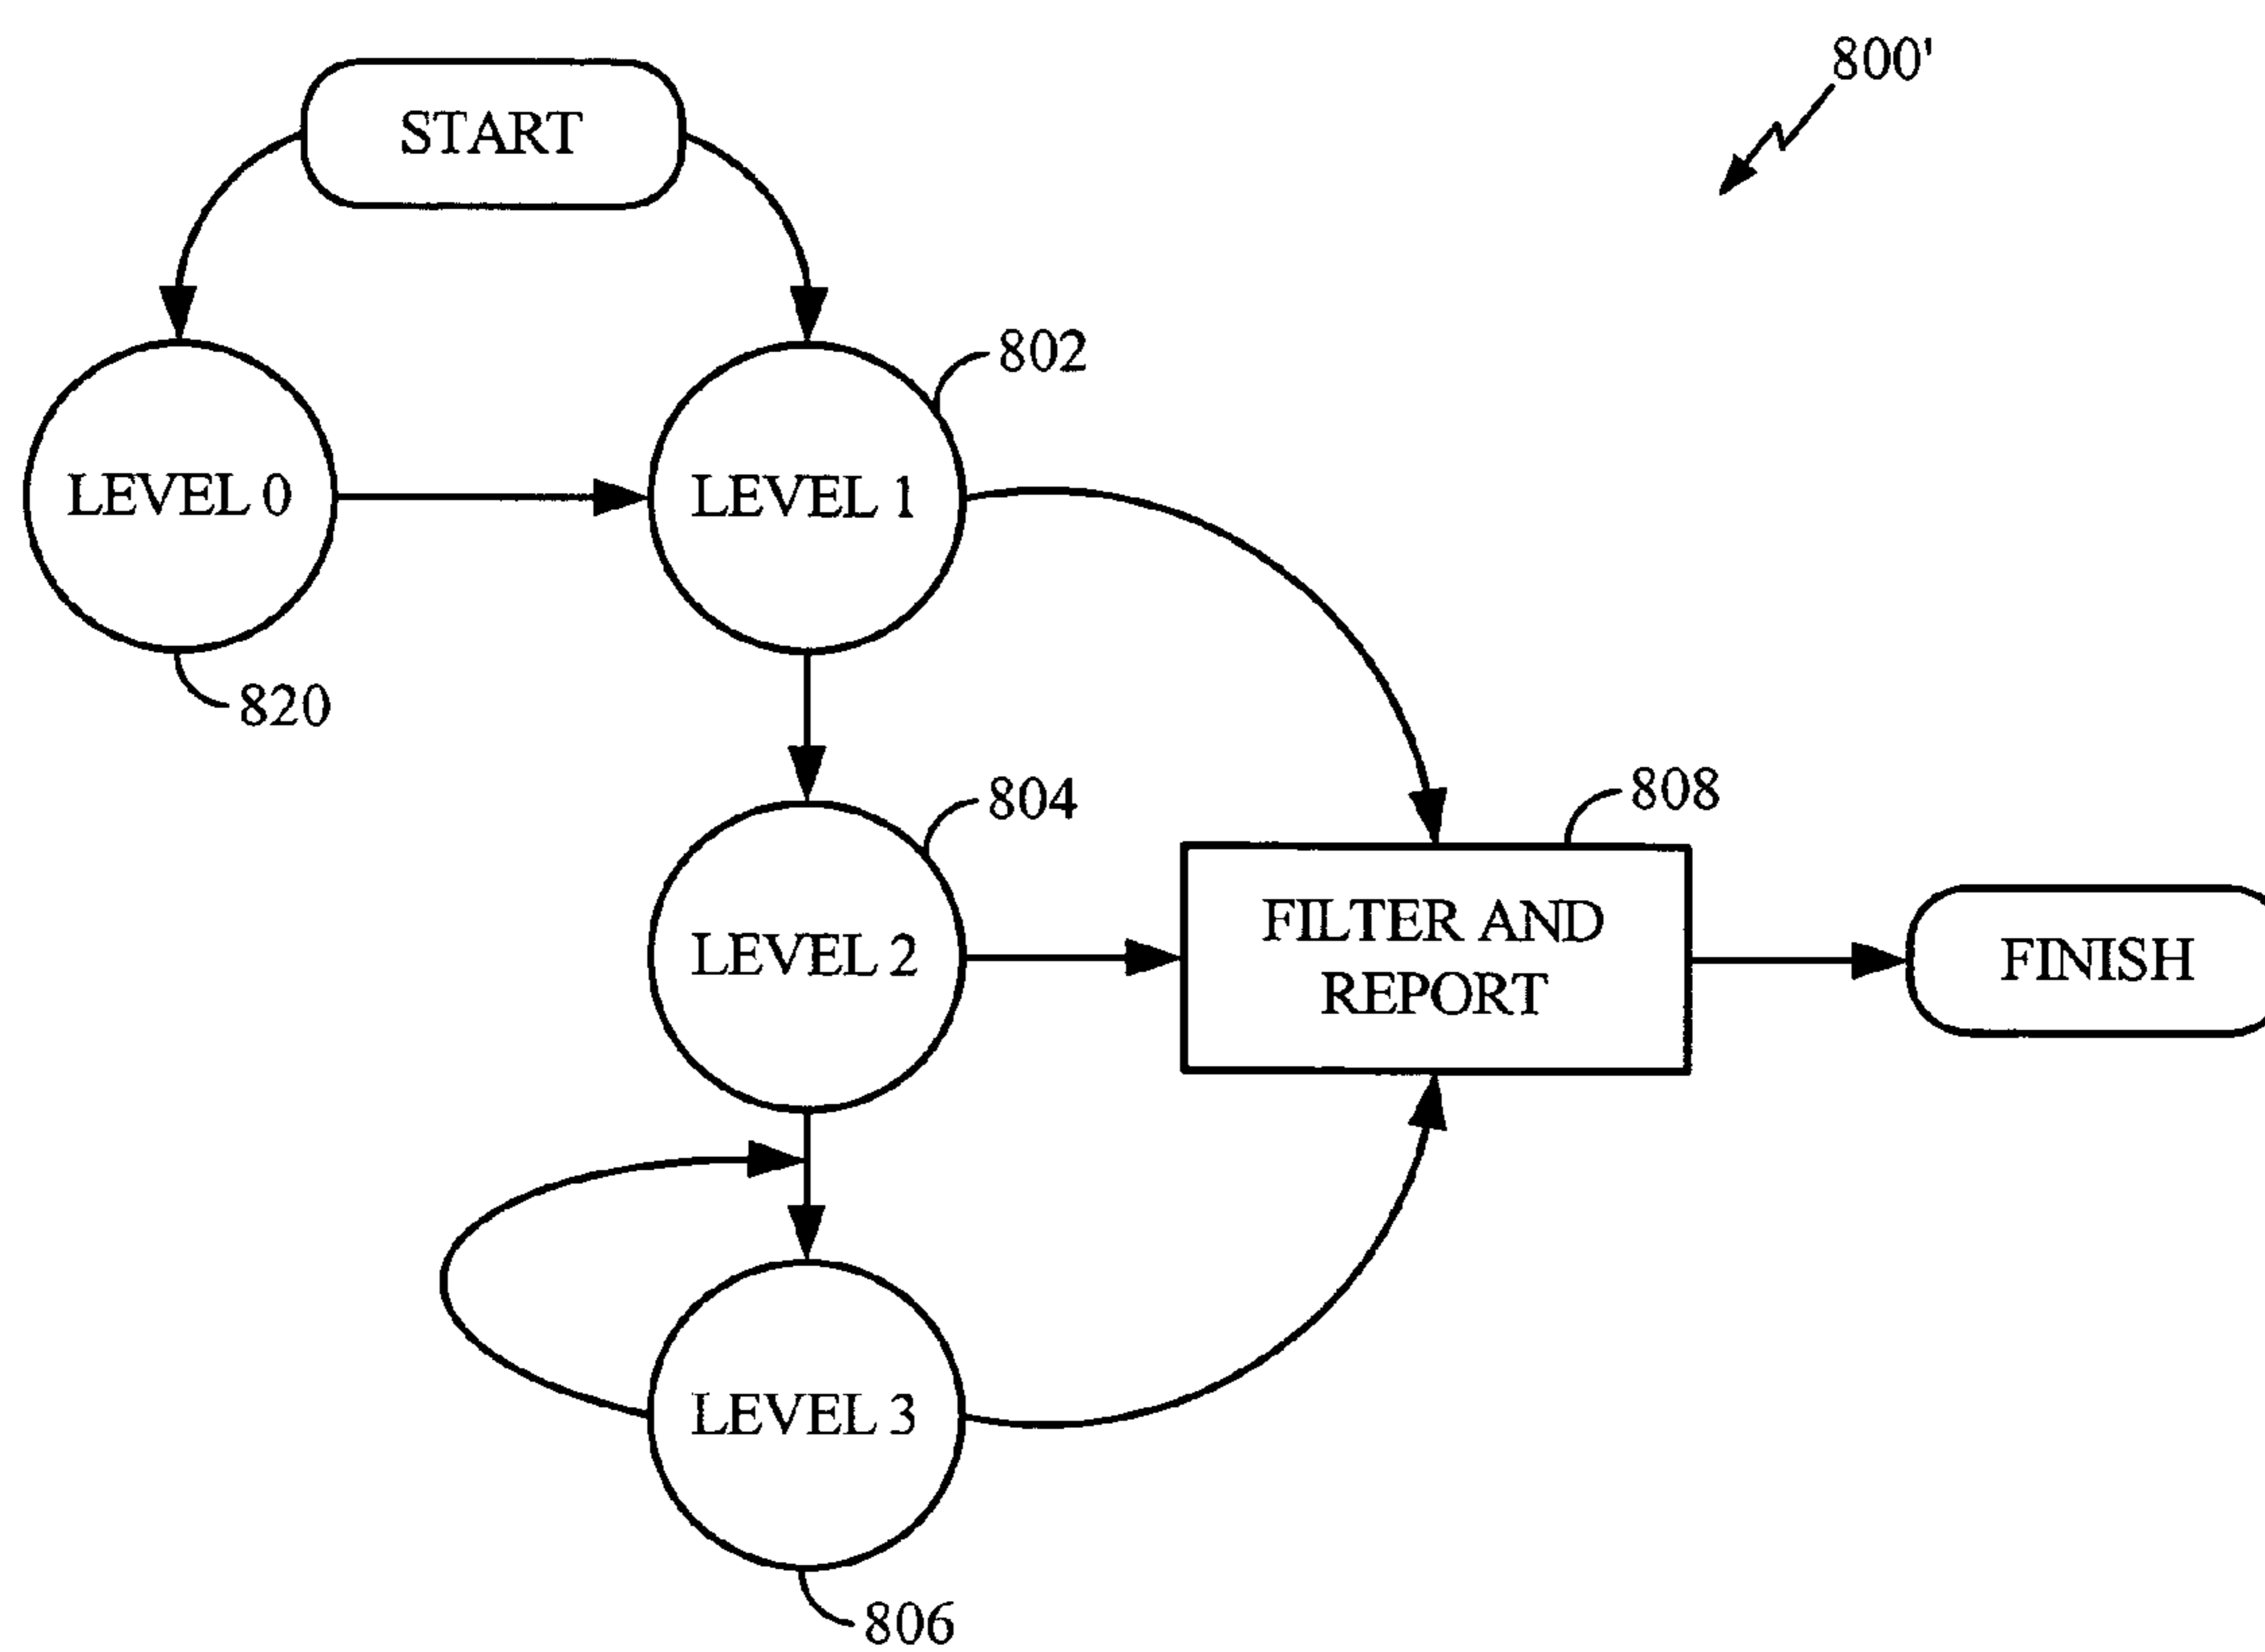 800'
START
802
LEVEL 0
LEVEL 1
820
804
808
LEVEL 2
FILTER AND
REPORT
FINISH
LEVEL 3
806